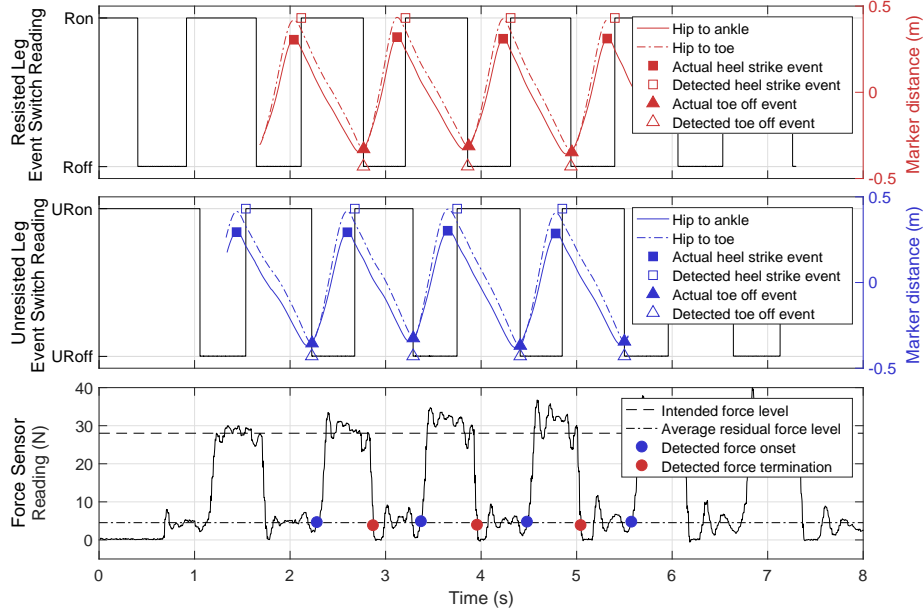 Resisted Leg
Event Switch Reading
Ron
Roff
Hip to ankle
Hip to toe
Actual heel strike event
Detected heel strike event
Actual toe off event
Detected toe off event
0.5
0
-0.5
Marker distance (m)
Unresisted Leg
Event Switch Reading
URon
URoff
Hip to ankle
Hip to toe
Actual heel strike event
Detected heel strike event
Actual toe off event
Detected toe off event
0.5
0
-0.5
Marker distance (m)
Force Sensor
Reading (N)
40
30
20
10
0
Intended force level
Average residual force level
Detected force onset
Detected force termination
0 1 2 3 4 5 6 7 8
Time (s)